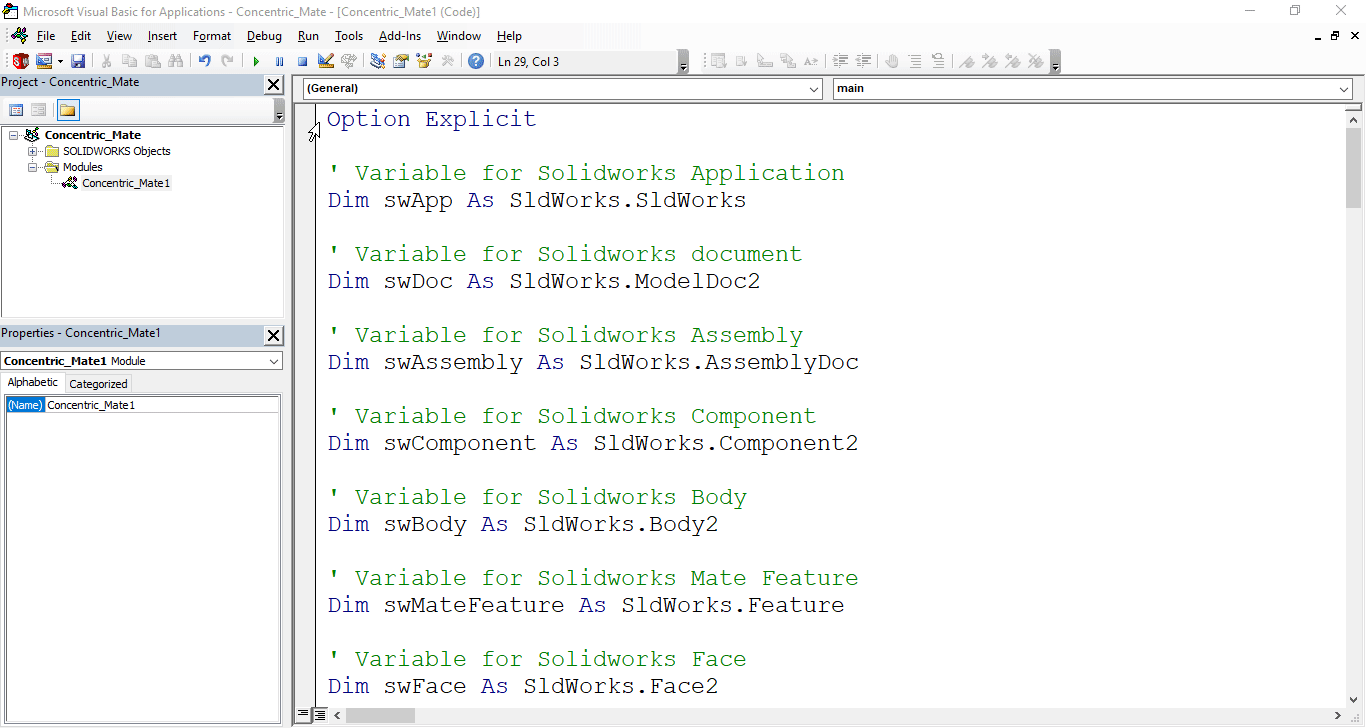 Microsoft Visual Basic for Applications - Concentric_Mate - [Concentric_Mate1 (Code)]
File Edit View Insert Format Debug Run Tools Add-Ins Window Help
Ln 29, Col 3
Project - Concentric_Mate
Concentric_Mate
SOLIDWORKS Objects
Modules
Concentric_Mate1
Properties - Concentric_Mate1
Concentric_Mate1 Module
Alphabetic Categorized
(Name) Concentric_Mate1
(General) main
Option Explicit
' Variable for Solidworks Application
Dim swApp As SldWorks.SldWorks
' Variable for Solidworks document
Dim swDoc As SldWorks.ModelDoc2
' Variable for Solidworks Assembly
Dim swAssembly As SldWorks.AssemblyDoc
' Variable for Solidworks Component
Dim swComponent As SldWorks.Component2
' Variable for Solidworks Body
Dim swBody As SldWorks.Body2
' Variable for Solidworks Mate Feature
Dim swMateFeature As SldWorks.Feature
' Variable for Solidworks Face
Dim swFace As SldWorks.Face2